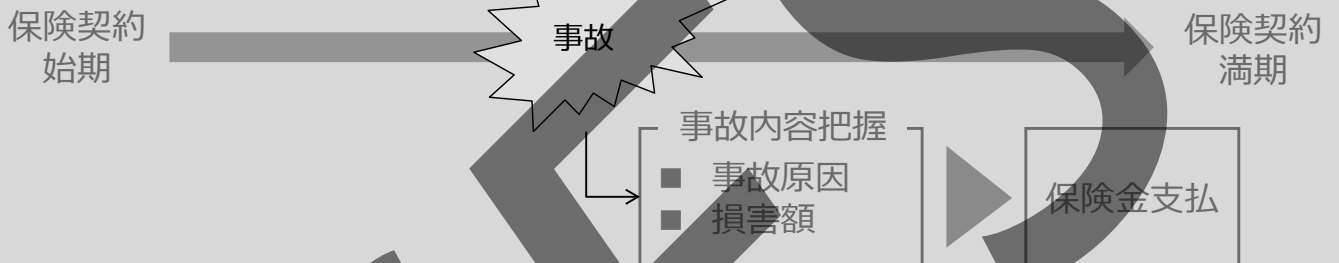 保険契約
始期
事故
保険契約
満期
事故内容把握
■ 事故原因
■ 損害額
保険金支払